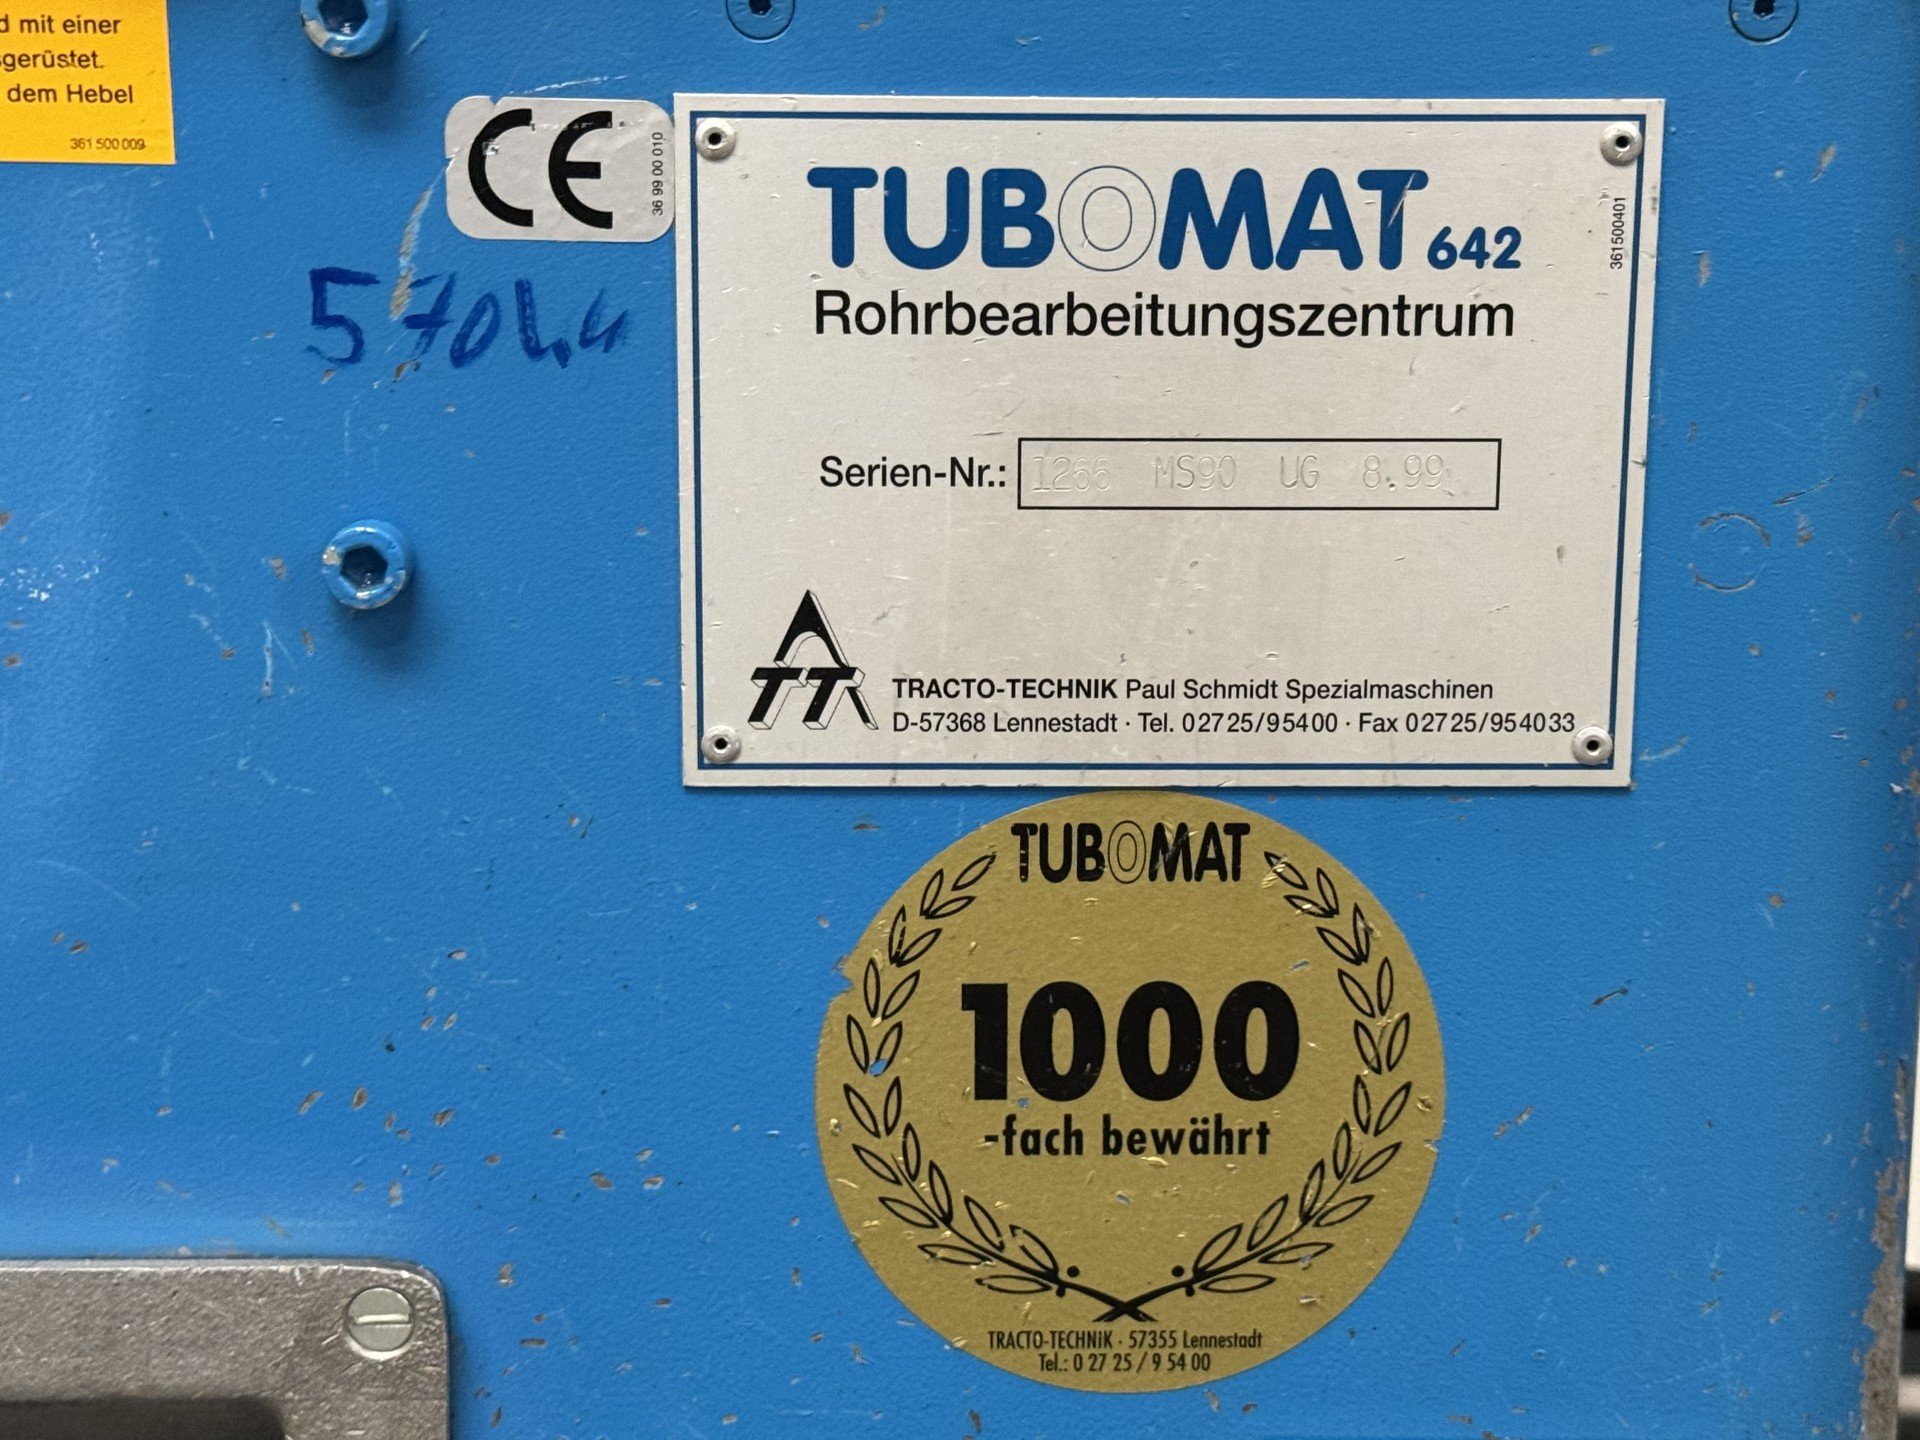 d mit einer
sgerüstet.
dem Hebel
361 500 009
CE
36 99 00 010
TUBOMAT 642
361500401
Rohrbearbeitungszentrum
Serien-Nr.: 1266 MS90 UG 8.99
TT
TRACTO-TECHNIK Paul Schmidt Spezialmaschinen
D-57368 Lennestadt · Tel. 02725/95400 · Fax 02725/954033
TUBOMAT
1000
-fach bewährt
TRACTO-TECHNIK · 57355 Lennestadt
Tel.: 0 27 25 / 9 54 00